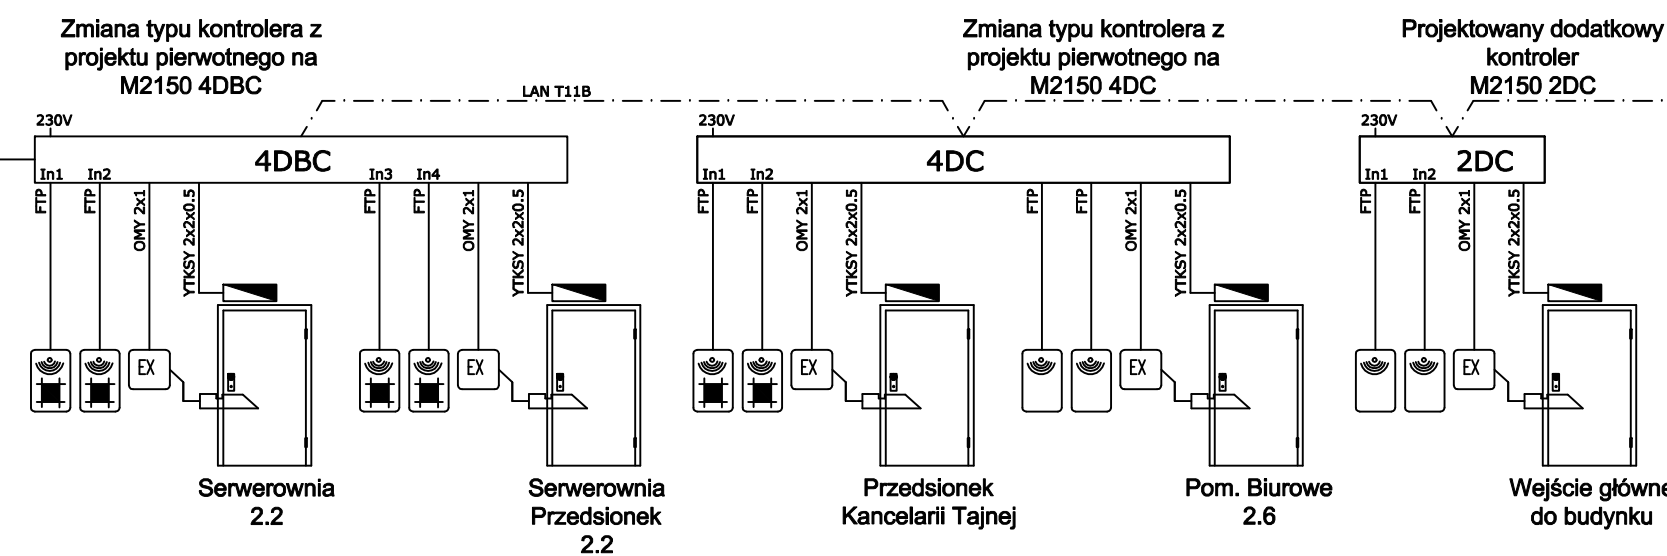 Zmiana typu kontrolera z
projektu pierwotnego na
M2150 4DBC
Zmiana typu kontrolera z
projektu pierwotnego na
M2150 4DC
Projektowany dodatkowy
kontroler
M2150 2DC
LAN T11B
230V
4DBC
In1
In2
In3
In4
FTP
FTP
OMY 2x1
YTKSY 2x2x0.5
FTP
FTP
OMY 2x1
YTKSY 2x2x0.5
230V
4DC
In1
In2
FTP
FTP
OMY 2x1
YTKSY 2x2x0.5
FTP
FTP
OMY 2x1
YTKSY 2x2x0.5
230V
2DC
In1
In2
FTP
FTP
OMY 2x1
YTKSY 2x2x0.5
EX
EX
EX
EX
EX
Serwerownia
2.2
Serwerownia
Przedsionek
2.2
Przedsionek
Kancelarii Tajnej
Pom. Biurowe
2.6
Wejście główne
do budynku